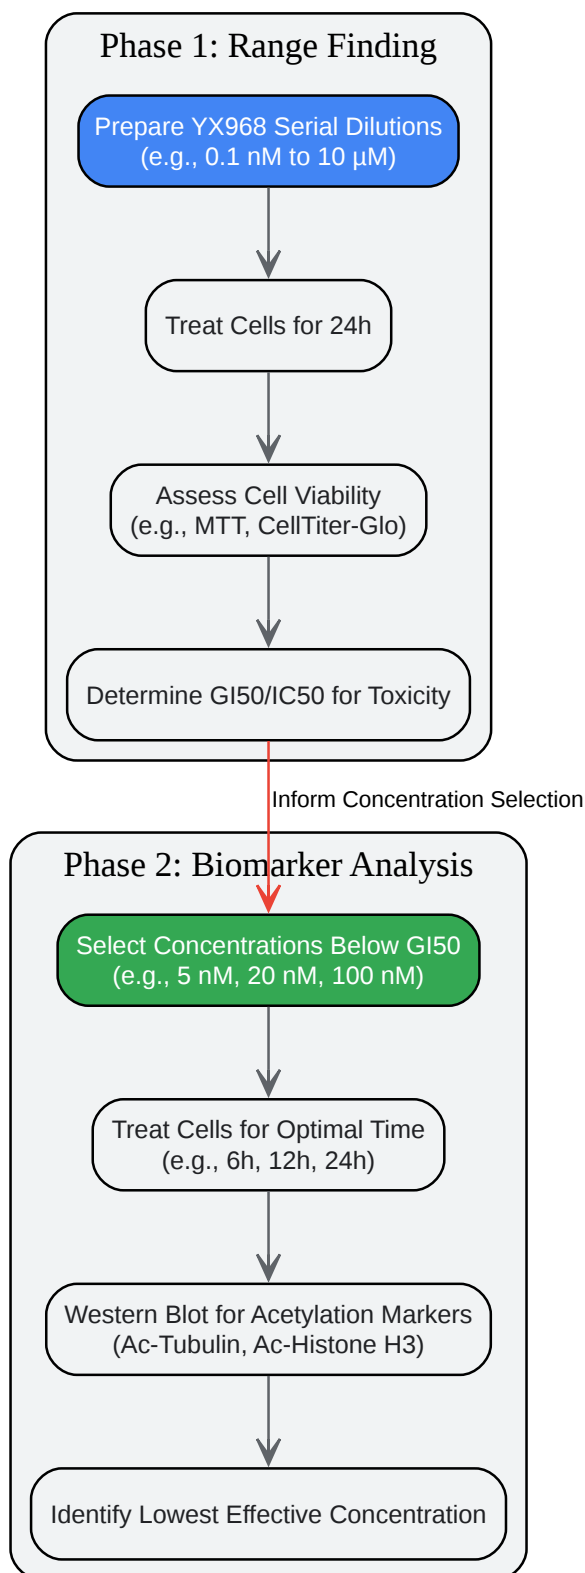 Phase 1: Range Finding
Prepare YX968 Serial Dilutions
(e.g., 0.1 nM to 10 µM)
Treat Cells for 24h
Assess Cell Viability
(e.g., MTT, CellTiter-Glo)
Determine GI50/IC50 for Toxicity
Inform Concentration Selection
Phase 2: Biomarker Analysis
Select Concentrations Below GI50
(e.g., 5 nM, 20 nM, 100 nM)
Treat Cells for Optimal Time
(e.g., 6h, 12h, 24h)
Western Blot for Acetylation Markers
(Ac-Tubulin, Ac-Histone H3)
Identify Lowest Effective Concentration